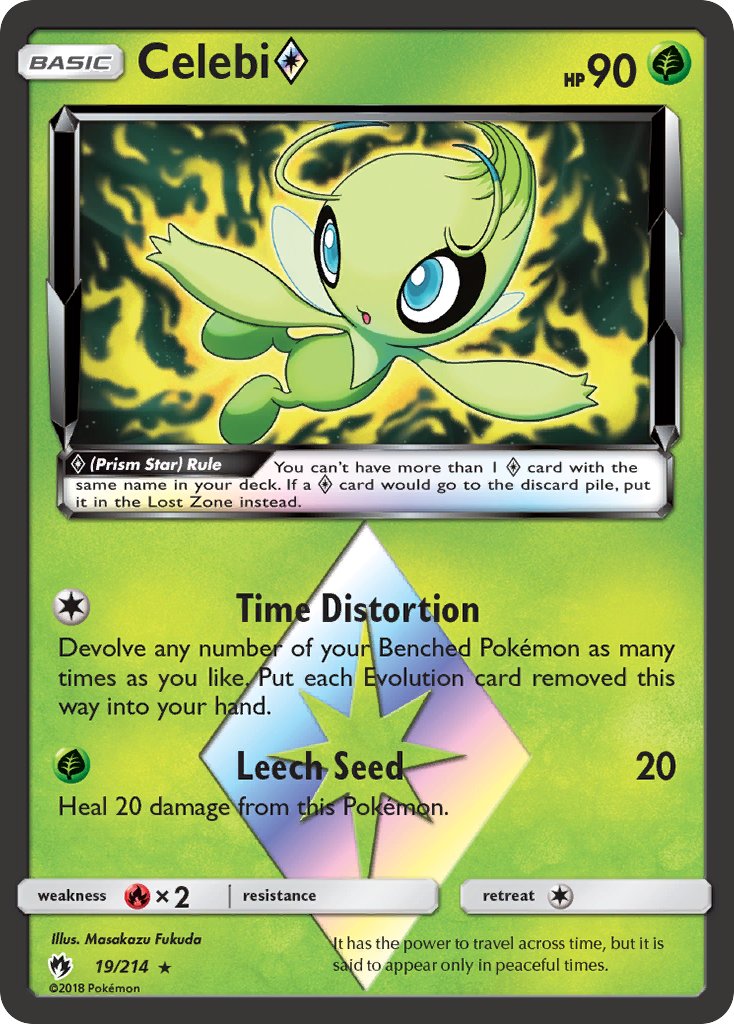 BASIC Celebi HP 90
(Prism Star) Rule You can't have more than 1 card with the
same name in your deck. If a card would go to the discard pile, put
it in the Lost Zone instead.
Time Distortion
Devolve any number of your Benched Pokémon as many
times as you like. Put each Evolution card removed this
way into your hand.
Leech Seed 20
Heal 20 damage from this Pokémon.
weakness ×2 resistance retreat
Illus. Masakazu Fukuda
19/214 ★
©2018 Pokémon
It has the power to travel across time, but it is
said to appear only in peaceful times.